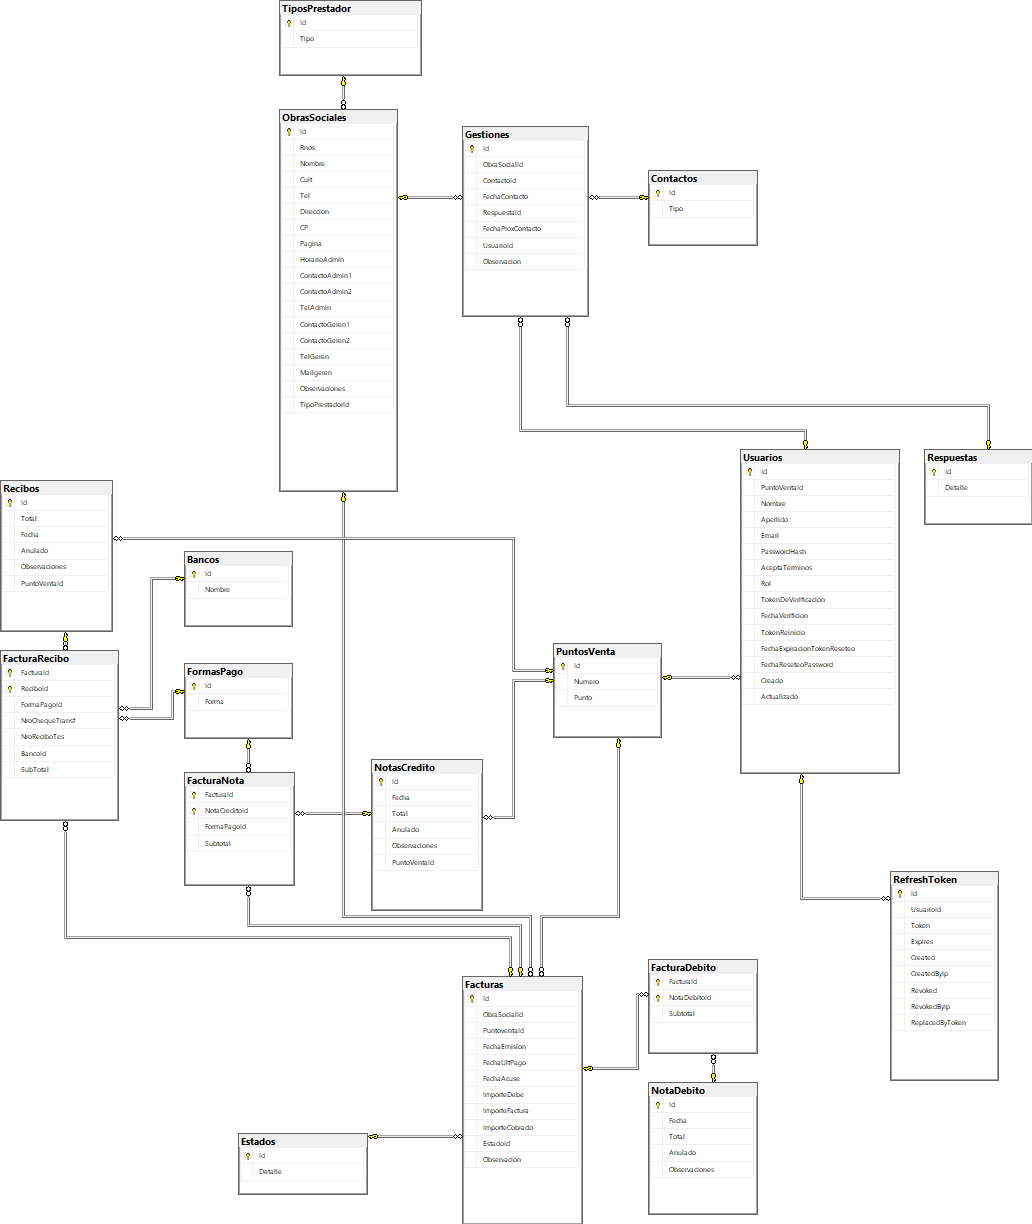 TiposPrestador
Id
Tipo
ObrasSociales
Id
Rnos
Nombre
Cuit
Tel
Direccion
CP
Pagina
HorarioAdmin
ContactoAdmin1
ContactoAdmin2
TelAdmin
ContactoGeren1
ContactoGeren2
TelGeren
Mailgeren
Observaciones
TipoPrestadorId
Gestiones
Id
ObraSocialId
ContactoId
FechaContacto
RespuestaId
FechaProxContacto
UsuarioId
Observacion
Contactos
Id
Tipo
Usuarios
Id
PuntoVentaId
Nombre
Apellido
Email
PasswordHash
AceptaTerminos
Rol
TokenDeVerificacion
FechaVerificion
TokenReinicio
FechaExpiracionTokenReseteo
FechaReseteoPassword
Creado
Actualizado
Respuestas
Id
Detalle
Recibos
Id
Total
Fecha
Anulado
Observaciones
PuntoVentaId
Bancos
Id
Nombre
FacturaRecibo
FacturaId
ReciboId
FormaPagoId
NroChequeTransf
NroReciboTes
BancoId
SubTotal
FormasPago
Id
Forma
PuntosVenta
Id
Numero
Punto
FacturaNota
FacturaId
NotaCreditoId
FormaPagoId
Subtotal
NotasCredito
Id
Fecha
Total
Anulado
Observaciones
PuntoVentaId
RefreshToken
Id
UsuarioId
Token
Expires
Created
CreatedByIp
Revoked
RevokedByIp
ReplacedByToken
Facturas
Id
ObraSocialId
PuntoventaId
FechaEmision
FechaUltPago
FechaAcuse
ImporteDebe
ImporteFactura
ImporteCobrado
EstadoId
Observacion
FacturaDebito
FacturaId
NotaDebitoId
Subtotal
NotaDebito
Id
Fecha
Total
Anulado
Observaciones
Estados
Id
Detalle